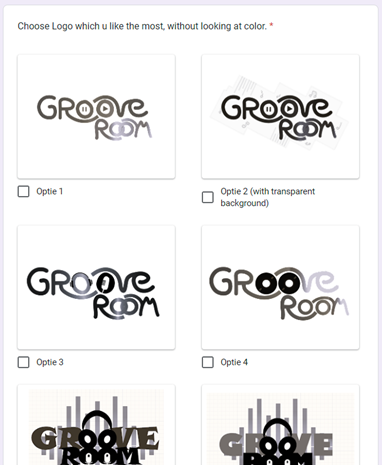 Choose Logo which u like the most, without looking at color. *
GROOVE
ROOM
GROOVE
ROOM
Optie 1
Optie 2 (with transparent
background)
GROOVE
ROOM
GROOVE
ROOM
Optie 3
Optie 4
GROOVE
ROOM
GROOVE
ROOM